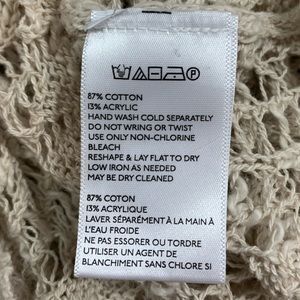 87% COTTON
13% ACRYLIC
HAND WASH COLD SEPARATELY
DO NOT WRING OR TWIST
USE ONLY NON-CHLORINE
BLEACH
RESHAPE & LAY FLAT TO DRY
LOW IRON AS NEEDED
MAY BE DRY CLEANED
87% COTON
13% ACRYLIQUE
LAVER SÉPARÉMENT À LA MAIN À
L'EAU FROIDE
NE PAS ESSORER OU TORDRE
UTILISER UN AGENT DE
BLANCHIMENT SANS CHLORE SI